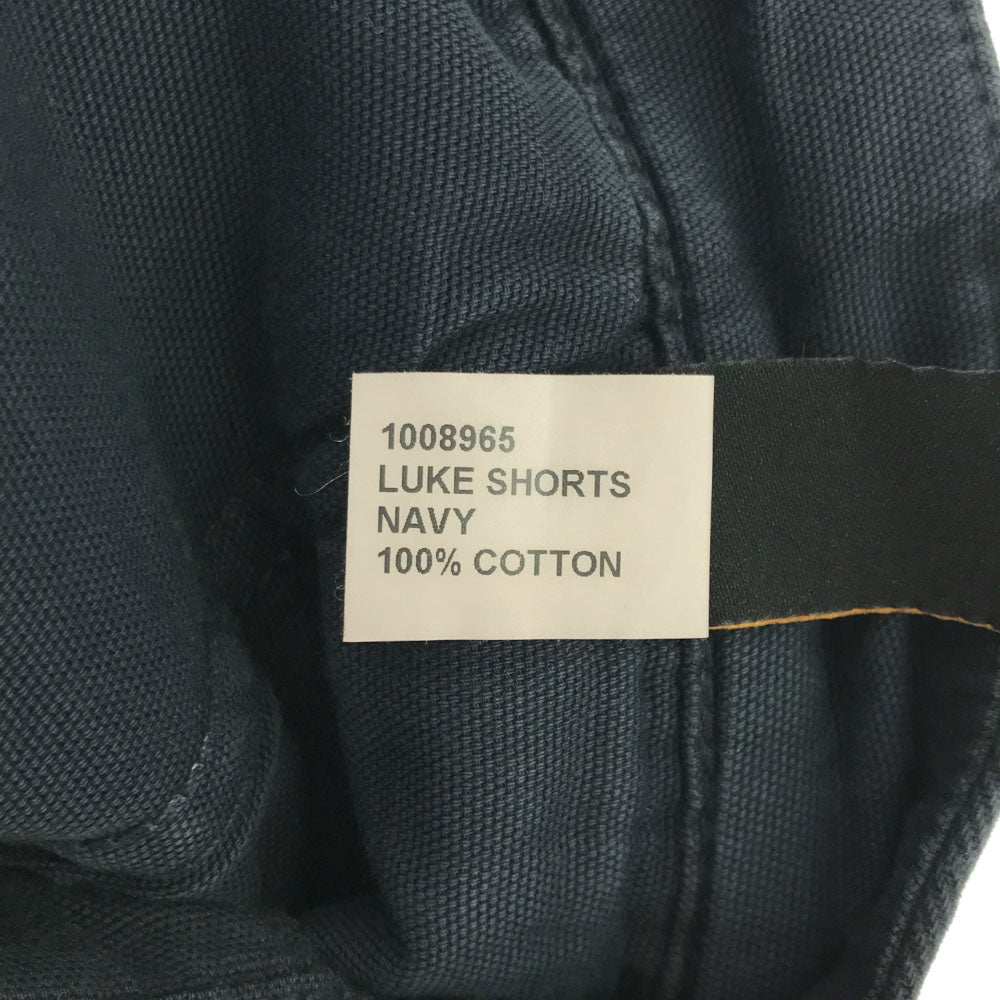 1008965
LUKE SHORTS
NAVY
100% COTTON